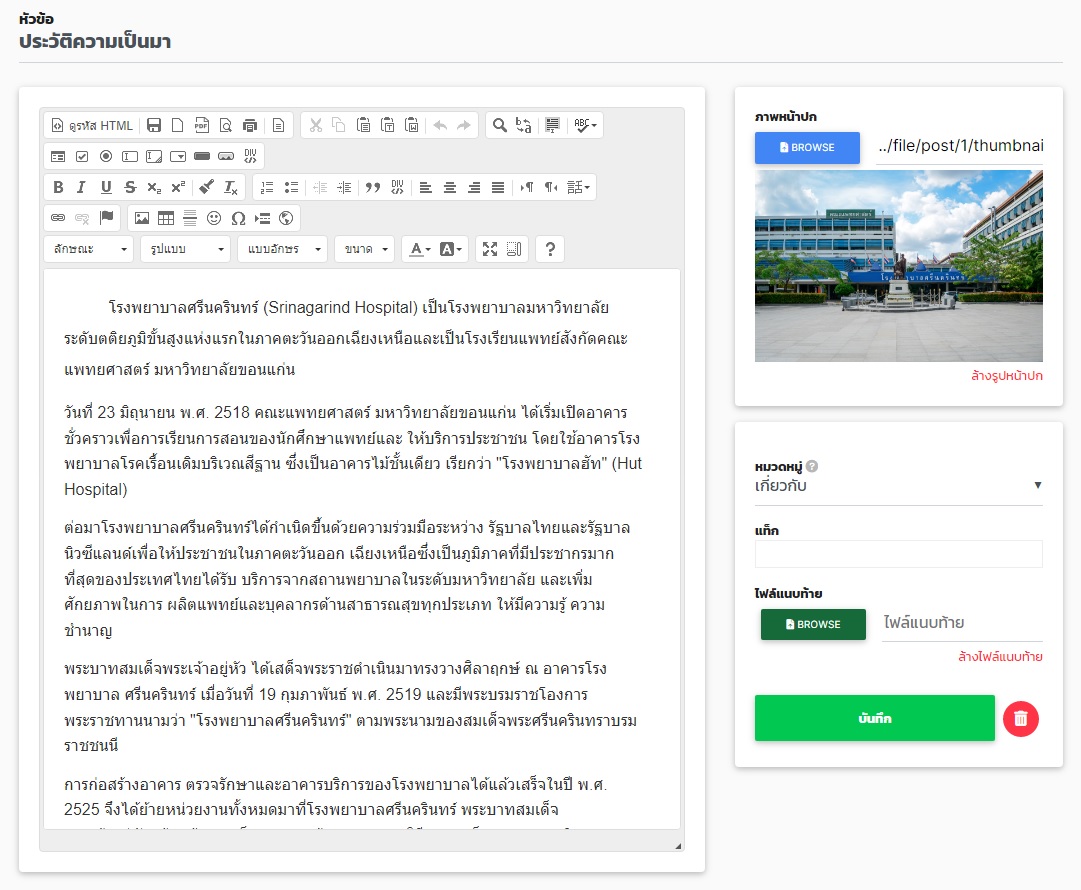 หัวข้อ
ประวัติความเป็นมา
ดูรหัส HTML
ลักษณะ
รูปแบบ
แบบอักษร
ขนาด
โรงพยาบาลศรีนครินทร์ (Srinagarind Hospital) เป็นโรงพยาบาลมหาวิทยาลัย
ระดับตติยภูมิขั้นสูงแห่งแรกในภาคตะวันออกเฉียงเหนือและเป็นโรงเรียนแพทย์สังกัดคณะ
แพทยศาสตร์ มหาวิทยาลัยขอนแก่น
วันที่ 23 มิถุนายน พ.ศ. 2518 คณะแพทยศาสตร์ มหาวิทยาลัยขอนแก่น ได้เริ่มเปิดอาคาร
ชั่วคราวเพื่อการเรียนการสอนของนักศึกษาแพทย์และ ให้บริการประชาชน โดยใช้อาคารโรง
พยาบาลโรคเรื้อนเดิมบริเวณสีฐาน ซึ่งเป็นอาคารไม้ชั้นเดียว เรียกว่า "โรงพยาบาลฮัท" (Hut
Hospital)
ต่อมาโรงพยาบาลศรีนครินทร์ได้กำเนิดขึ้นด้วยความร่วมมือระหว่าง รัฐบาลไทยและรัฐบาล
นิวซีแลนด์เพื่อให้ประชาชนในภาคตะวันออก เฉียงเหนือซึ่งเป็นภูมิภาคที่มีประชากรมาก
ที่สุดของประเทศไทยได้รับ บริการจากสถานพยาบาลในระดับมหาวิทยาลัย และเพิ่ม
ศักยภาพในการ ผลิตแพทย์และบุคลากรด้านสาธารณสุขทุกประเภท ให้มีความรู้ ความ
ชำนาญ
พระบาทสมเด็จพระเจ้าอยู่หัว ได้เสด็จพระราชดำเนินมาทรงวางศิลาฤกษ์ ณ อาคารโรง
พยาบาล ศรีนครินทร์ เมื่อวันที่ 19 กุมภาพันธ์ พ.ศ. 2519 และมีพระบรมราชโองการ
พระราชทานนามว่า "โรงพยาบาลศรีนครินทร์" ตามพระนามของสมเด็จพระศรีนครินทราบรม
ราชชนนี
การก่อสร้างอาคาร ตรวจรักษาและอาคารบริการของโรงพยาบาลได้แล้วเสร็จในปี พ.ศ.
2525 จึงได้ย้ายหน่วยงานทั้งหมดมาที่โรงพยาบาลศรีนครินทร์ พระบาทสมเด็จ
ภาพหน้าปก
BROWSE
../file/post/1/thumbnai
โรงพยาบาลศรีนครินทร์
ล้างรูปหน้าปก
หมวดหมู่
เกี่ยวกับ
แท็ก
ไฟล์แนบท้าย
BROWSE
ไฟล์แนบท้าย
ล้างไฟล์แนบท้าย
บันทึก